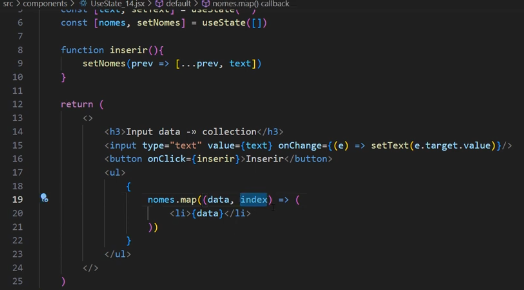 src > components > UseState_14.jsx > default > nomes.map() callback
5 const [text, setText] = useState("")
6 const [nomes, setNomes] = useState([])
7
8 function inserir(){
9 setNomes(prev => [...prev, text])
10 }
11
12 return (
13 <>
14 <h3>Input data -» collection</h3>
15 <input type="text" value={text} onChange={(e) => setText(e.target.value)}/>
16 <button onClick={inserir}>Inserir</button>
17 <ul>
18 {
19 nomes.map((data, index) => (
20 <li>{data}</li>
21 ))
22 }
23 </ul>
24 </>
25 )